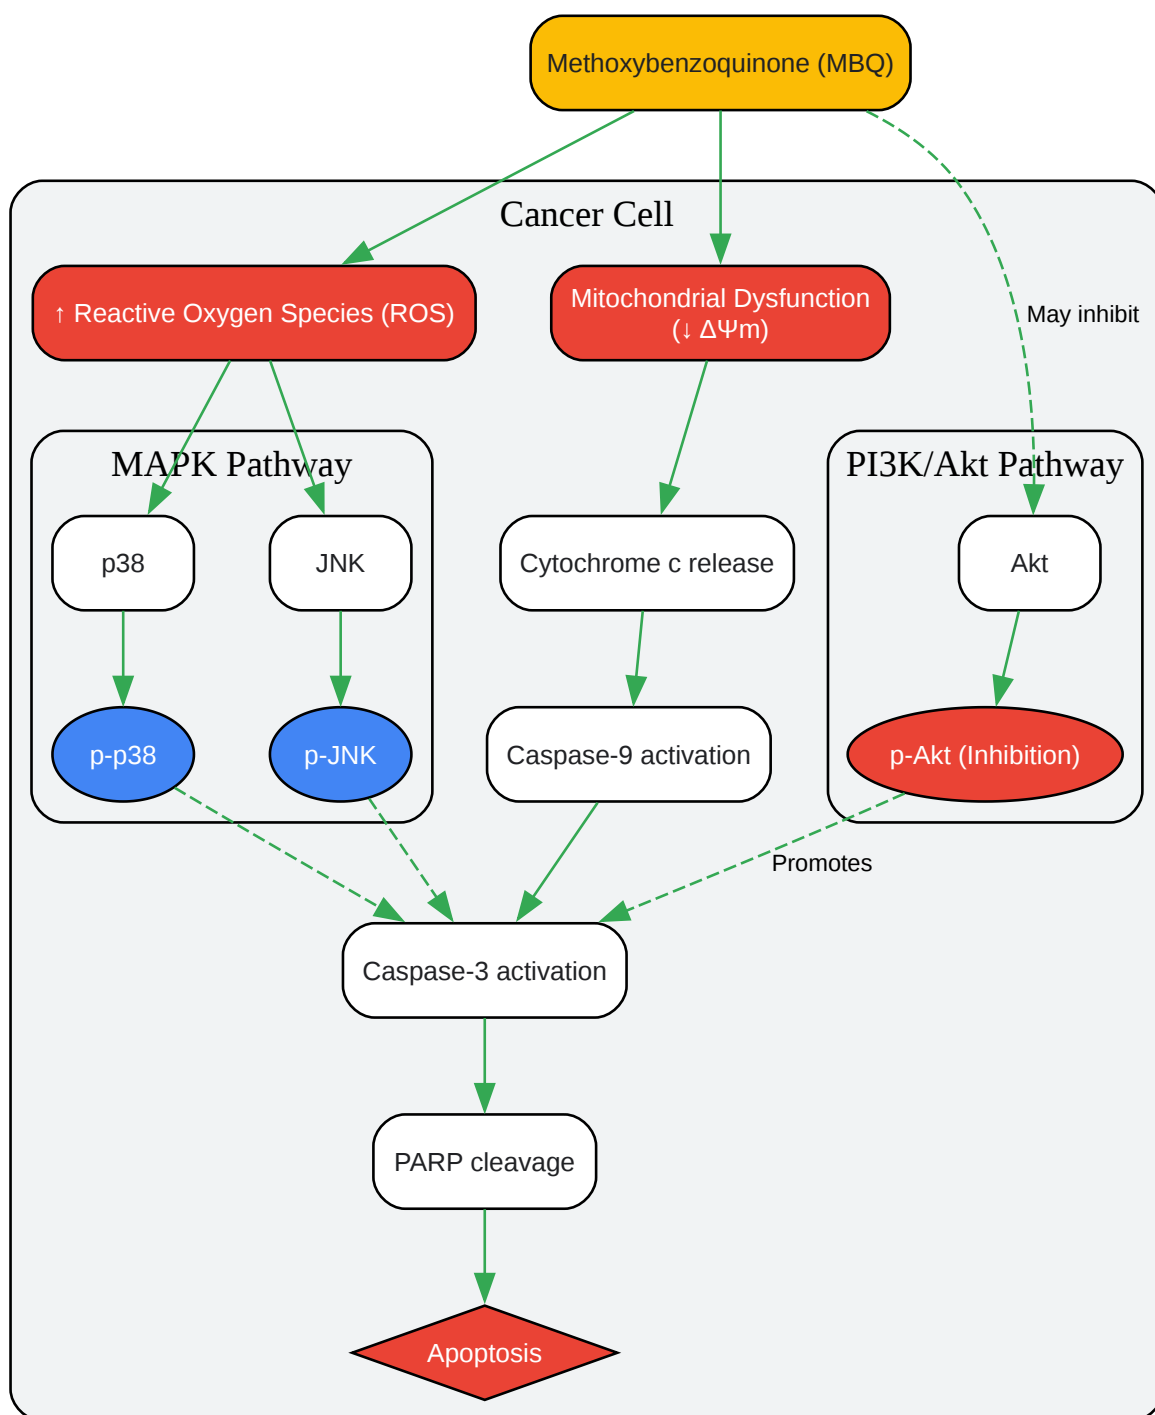 Methoxybenzoquinone (MBQ)
Cancer Cell
↑ Reactive Oxygen Species (ROS)
Mitochondrial Dysfunction
(↓ ΔΨm)
May inhibit
MAPK Pathway
PI3K/Akt Pathway
p38
JNK
Cytochrome c release
Akt
p-p38
p-JNK
Caspase-9 activation
p-Akt (Inhibition)
Promotes
Caspase-3 activation
PARP cleavage
Apoptosis